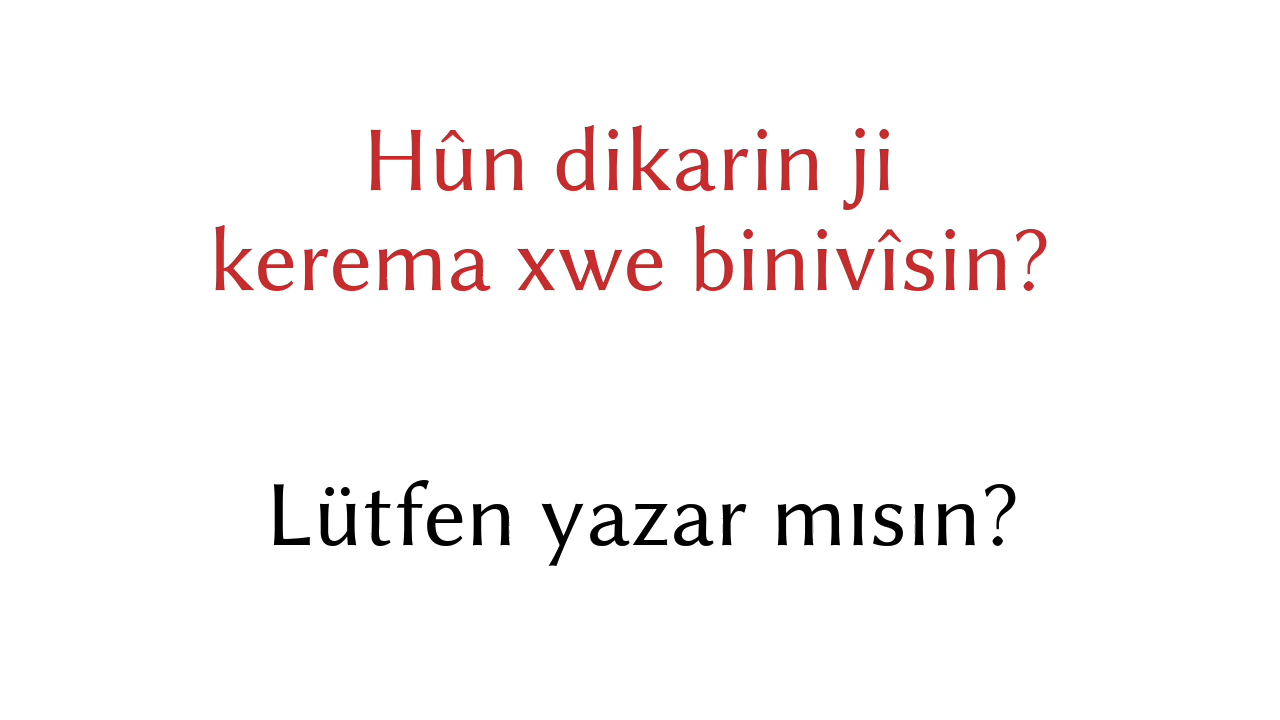 Hûn dikarin ji
kerema xwe binivîsin?
Lütfen yazar mısın?